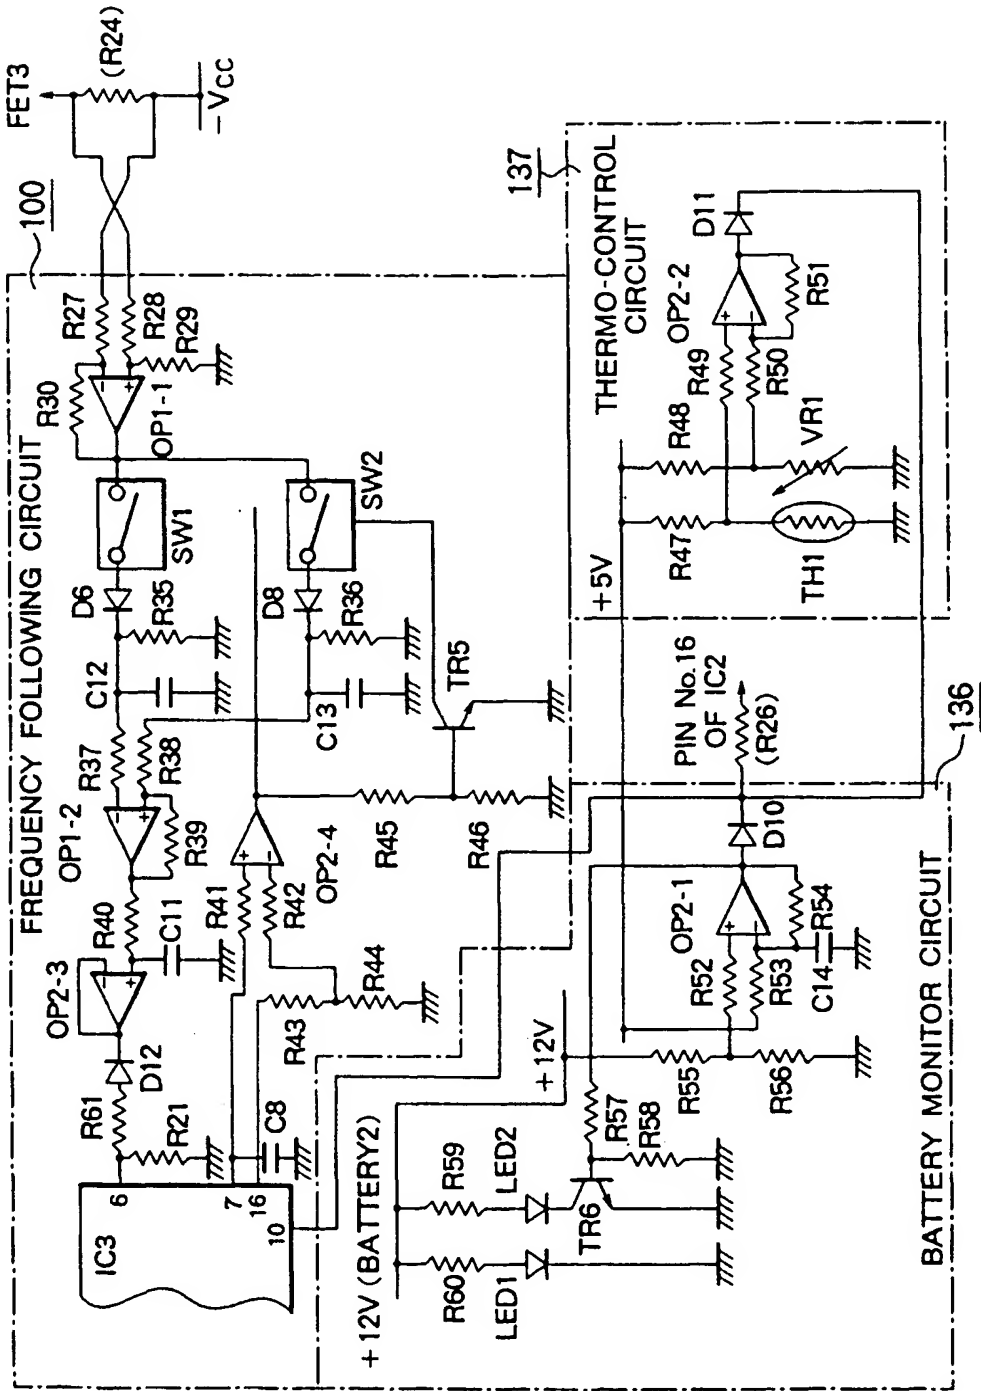 FREQUENCY FOLLOWING CIRCUIT
100
FET3
(R24)
-VCC
R27
R28
R29
R30
OP1-1
SW1
SW2
D6
R35
C12
D8
R36
C13
TR5
R37
R38
OP1-2
R39
R40
C11
OP2-3
D12
R61
R21
IC3
6
7
16
10
C8
R41
R42
OP2-4
R43
R44
R45
R46
137
THERMO-CONTROL
CIRCUIT
+5V
R47
R48
TH1
VR1
R49
R50
OP2-2
R51
D11
136
BATTERY MONITOR CIRCUIT
PIN No.16
OF IC2
(R26)
D10
OP2-1
R52
R53
R54
C14
R55
R56
+12V
+12V (BATTERY2)
R57
R58
R59
R60
LED1
LED2
TR6
+
-
+
-
+
-
+
-
+
-
+
-